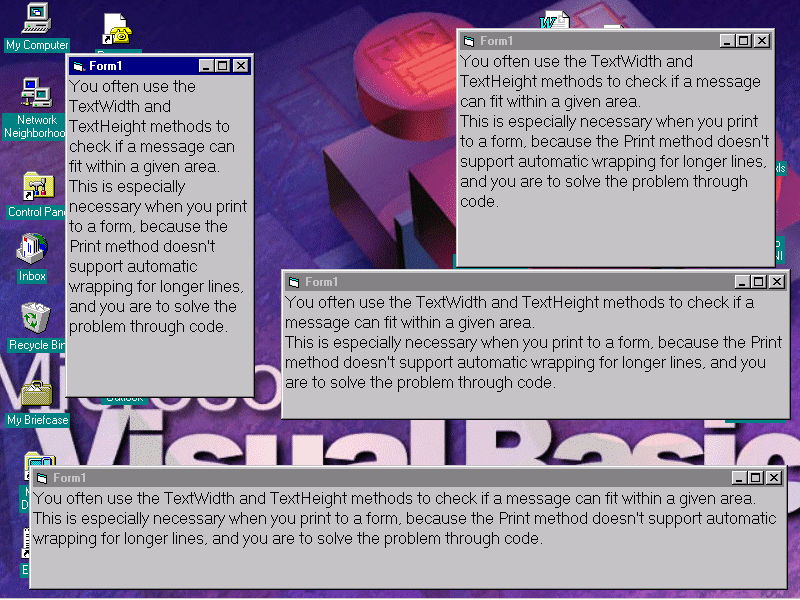 My Computer
Network
Neighborhoo
Control Pane
Inbox
Recycle Bin
My Briefcase
Form1
You often use the
TextWidth and
TextHeight methods to
check if a message can
fit within a given area.
This is especially
necessary when you print
to a form, because the
Print method doesn't
support automatic
wrapping for longer lines,
and you are to solve the
problem through code.
Form1
You often use the TextWidth and
TextHeight methods to check if a message
can fit within a given area.
This is especially necessary when you print
to a form, because the Print method doesn't
support automatic wrapping for longer lines,
and you are to solve the problem through
code.
xls
Form1
You often use the TextWidth and TextHeight methods to check if a
message can fit within a given area.
This is especially necessary when you print to a form, because the Print
method doesn't support automatic wrapping for longer lines, and you
are to solve the problem through code.
Outlook
Microso
Visual Basic
Form1
You often use the TextWidth and TextHeight methods to check if a message can fit within a given area.
This is especially necessary when you print to a form, because the Print method doesn't support automatic
wrapping for longer lines, and you are to solve the problem through code.